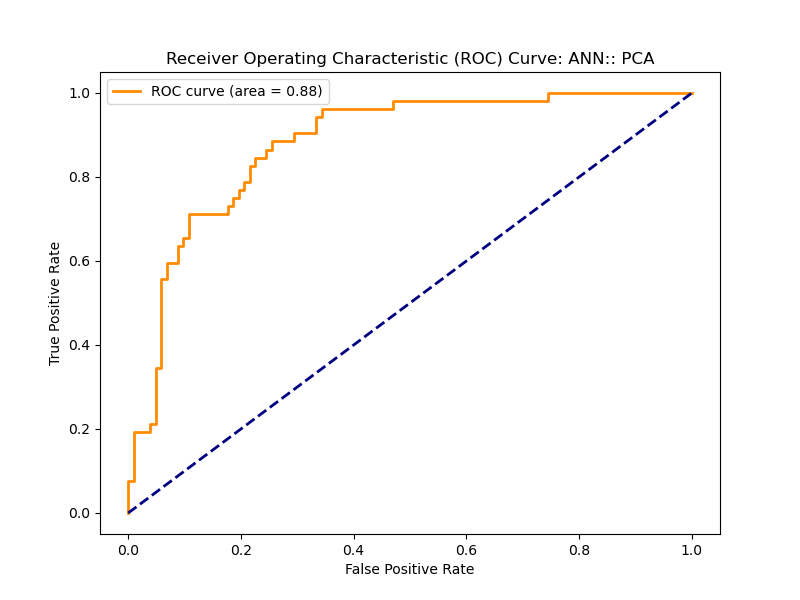 Receiver Operating Characteristic (ROC) Curve: ANN:: PCA
ROC curve (area = 0.88)
1.0
0.8
0.6
0.4
0.2
0.0
True Positive Rate
0.0 0.2 0.4 0.6 0.8 1.0
False Positive Rate